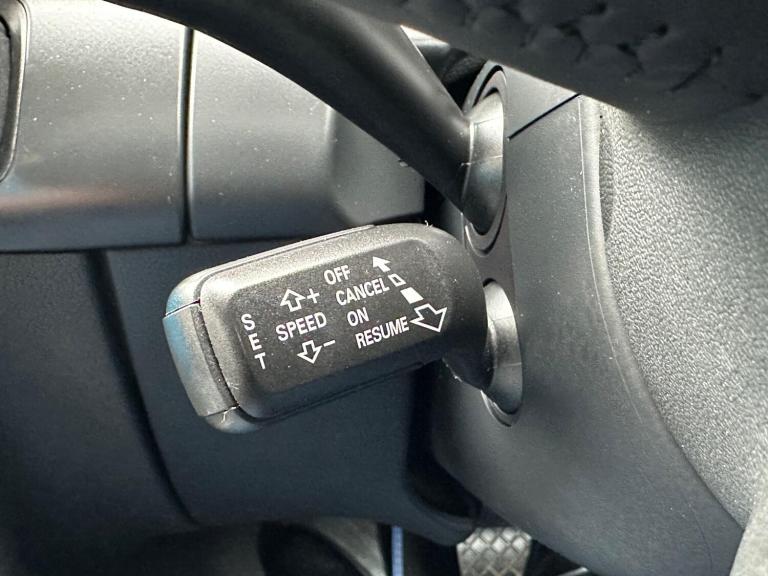 SET
+
SPEED
−
OFF
CANCEL
ON
RESUME